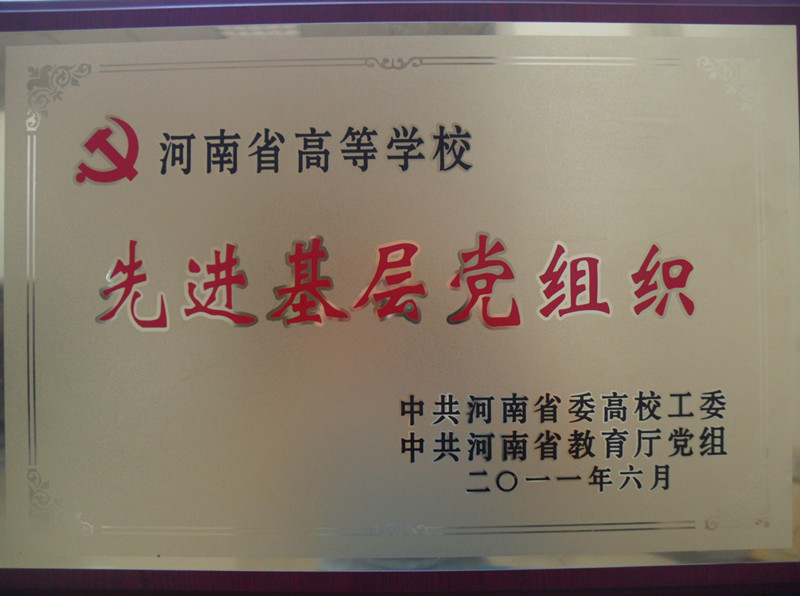 河南省高等学校
先进基层党组织
中共河南省委高校工委
中共河南省教育厅党组
二〇一一年六月